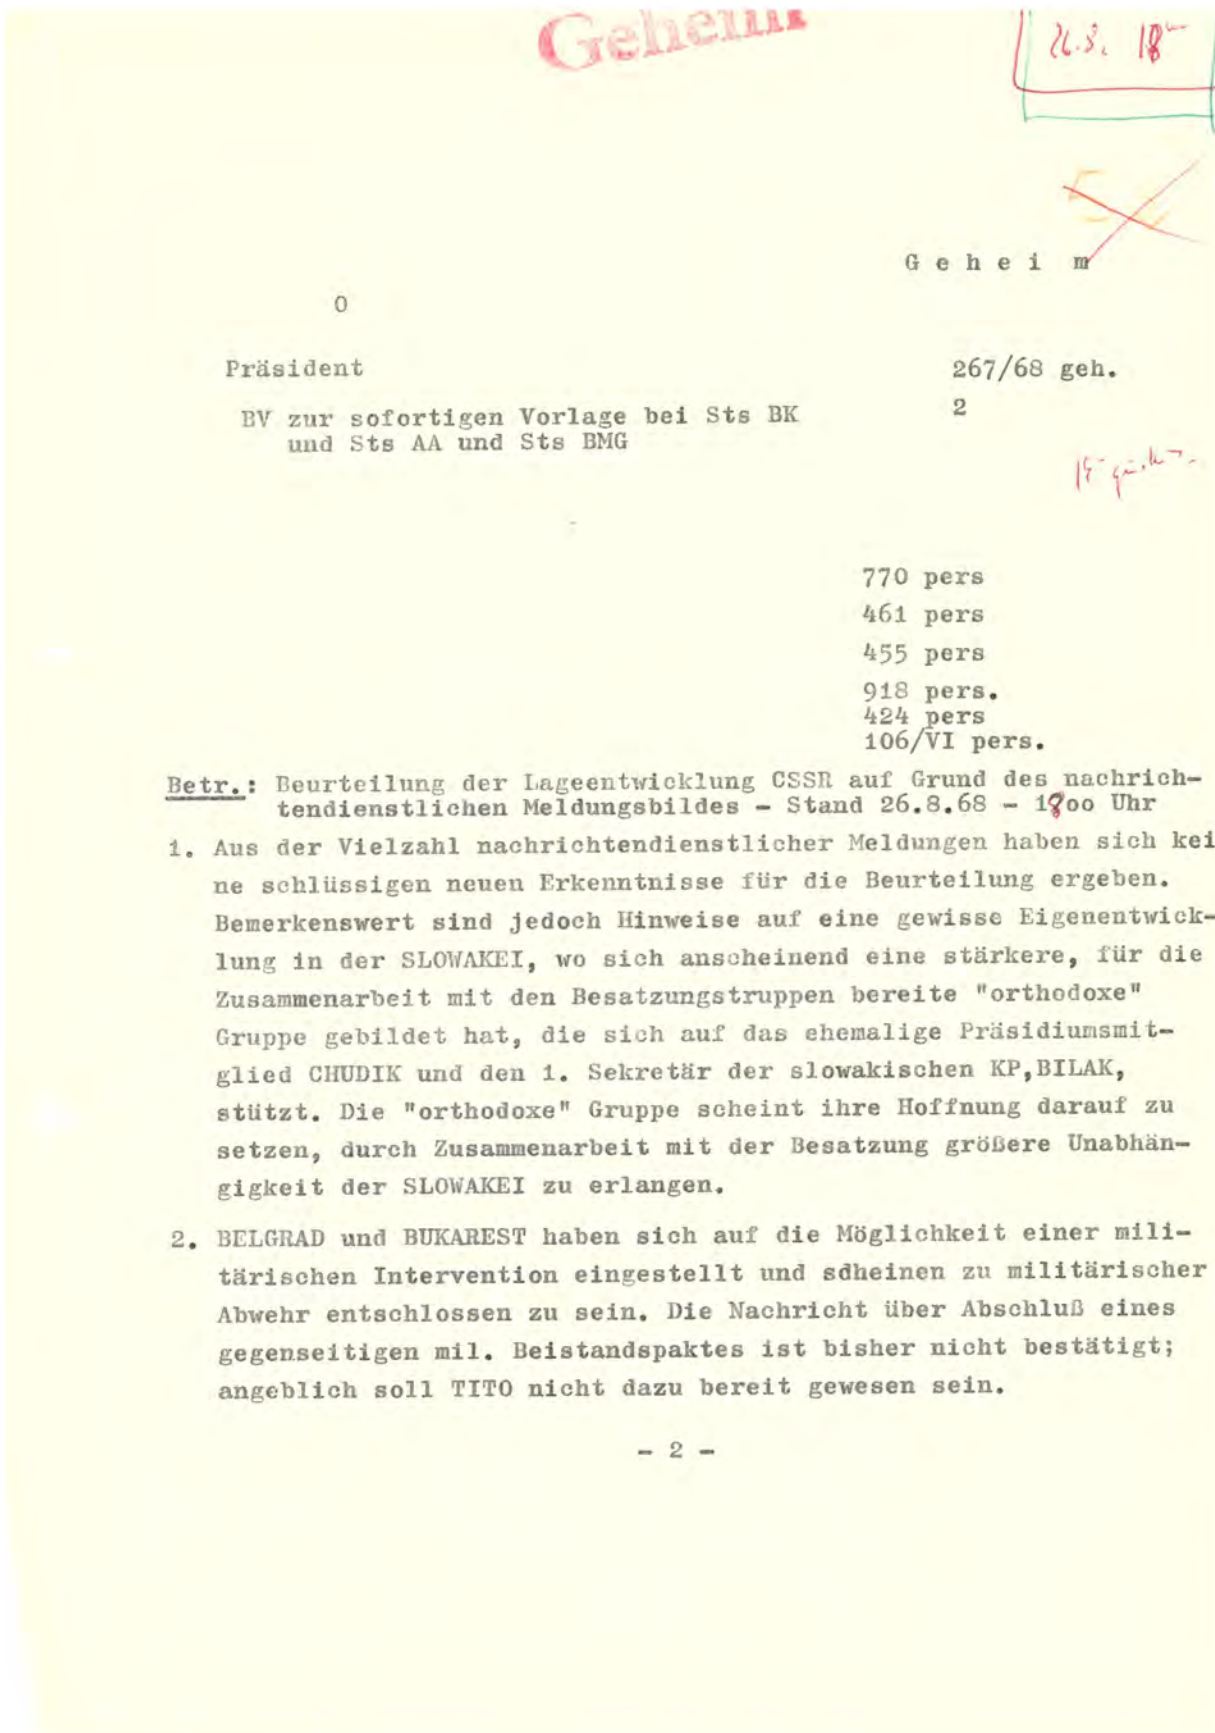 Geheim
26.8. 18
G e h e i m
0
Präsident
267/68 geh.
BV zur sofortigen Vorlage bei Sts BK
2
und Sts AA und Sts BMG
770 pers
461 pers
455 pers
918 pers.
424 pers
106/VI pers.
Betr.: Beurteilung der Lageentwicklung CSSR auf Grund des nachrich-
tendienstlichen Meldungsbildes - Stand 26.8.68 - 1800 Uhr
1. Aus der Vielzahl nachrichtendienstlicher Meldungen haben sich kei
ne schlüssigen neuen Erkenntnisse für die Beurteilung ergeben.
Bemerkenswert sind jedoch Hinweise auf eine gewisse Eigenentwick-
lung in der SLOWAKEI, wo sich anscheinend eine stärkere, für die
Zusammenarbeit mit den Besatzungstruppen bereite "orthodoxe"
Gruppe gebildet hat, die sich auf das ehemalige Präsidiumsmit-
glied CHUDIK und den 1. Sekretär der slowakischen KP,BILAK,
stützt. Die "orthodoxe" Gruppe scheint ihre Hoffnung darauf zu
setzen, durch Zusammenarbeit mit der Besatzung größere Unabhän-
gigkeit der SLOWAKEI zu erlangen.
2. BELGRAD und BUKAREST haben sich auf die Möglichkeit einer mili-
tärischen Intervention eingestellt und sdheinen zu militärischer
Abwehr entschlossen zu sein. Die Nachricht über Abschluß eines
gegenseitigen mil. Beistandspaktes ist bisher nicht bestätigt;
angeblich soll TITO nicht dazu bereit gewesen sein.
- 2 -